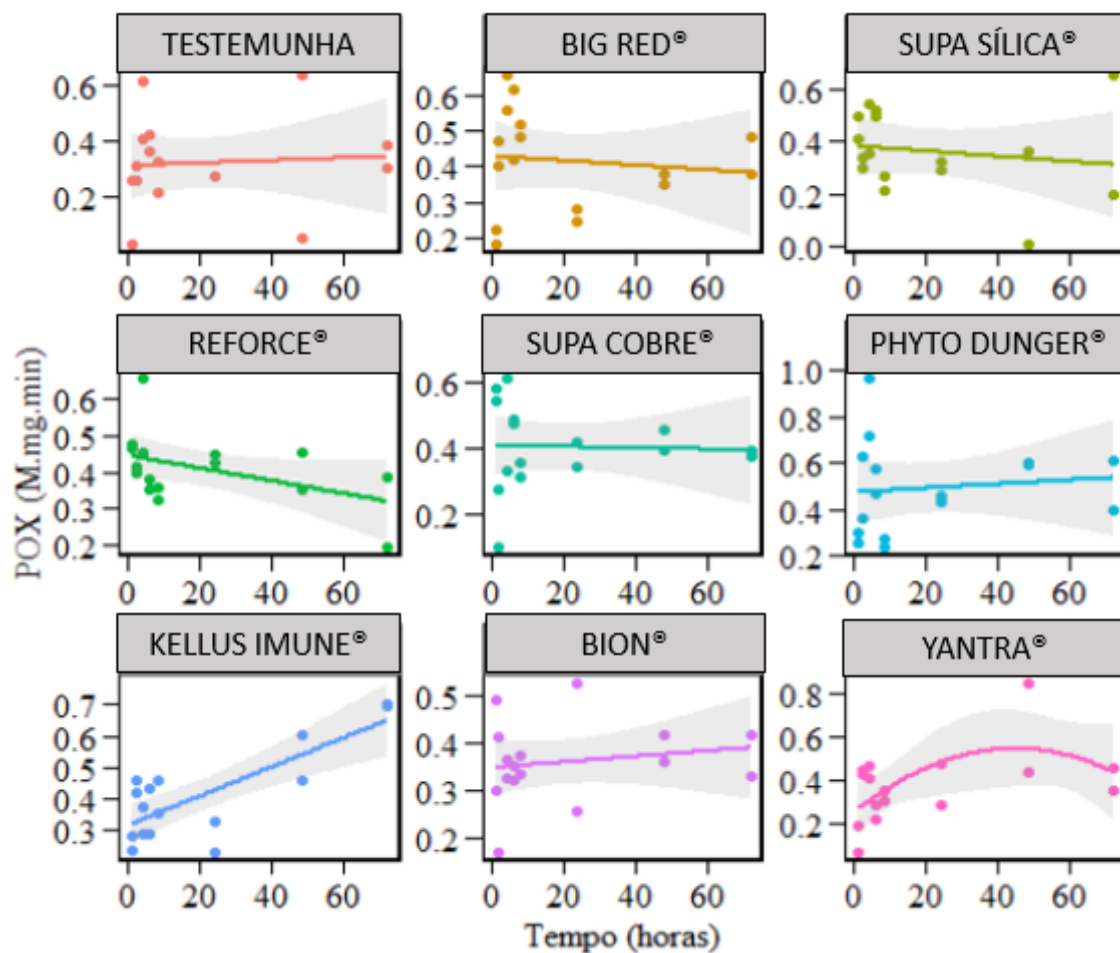 TESTEMUNHA
BIG RED®
SUPA SÍLICA®
0.6
0.4
0.2
0 20 40 60
0.6
0.5
0.4
0.3
0.2
0 20 40 60
0.6
0.4
0.2
0.0
0 20 40 60
POX (M.mg.min)
REFORCE®
SUPA COBRE®
PHYTO DUNGER®
0.6
0.5
0.4
0.3
0.2
0 20 40 60
0.6
0.4
0.2
0 20 40 60
1.0
0.8
0.6
0.4
0.2
0 20 40 60
KELLUS IMUNE®
BION®
YANTRA®
0.7
0.6
0.5
0.4
0.3
0 20 40 60
0.5
0.4
0.3
0.2
0 20 40 60
0.8
0.6
0.4
0.2
0 20 40 60
Tempo (horas)